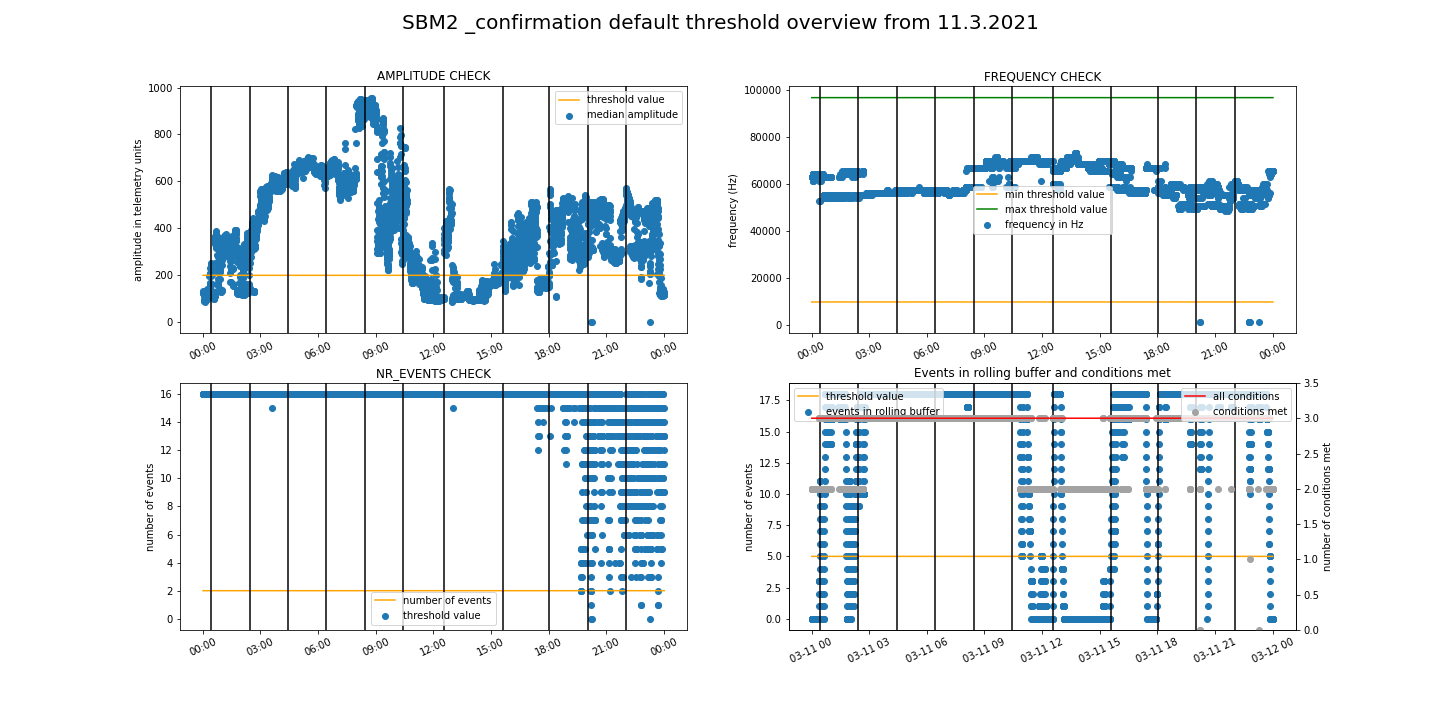 SBM2 _confirmation default threshold overview from 11.3.2021
AMPLITUDE CHECK
amplitude in telemetry units
1000
800
600
400
200
0
threshold value
median amplitude
00:00 03:00 06:00 09:00 12:00 15:00 18:00 21:00 00:00
FREQUENCY CHECK
frequency (Hz)
100000
80000
60000
40000
20000
0
min threshold value
max threshold value
frequency in Hz
00:00 03:00 06:00 09:00 12:00 15:00 18:00 21:00 00:00
NR_EVENTS CHECK
number of events
16
14
12
10
8
6
4
2
0
number of events
threshold value
00:00 03:00 06:00 09:00 12:00 15:00 18:00 21:00 00:00
Events in rolling buffer and conditions met
number of events
17.5
15.0
12.5
10.0
7.5
5.0
2.5
0.0
threshold value
events in rolling buffer
all conditions
conditions met
3.5
3.0
2.5
2.0
1.5
1.0
0.5
0.0
number of conditions met
03-11 00 03-11 03 03-11 06 03-11 09 03-11 12 03-11 15 03-11 18 03-11 21 03-12 00